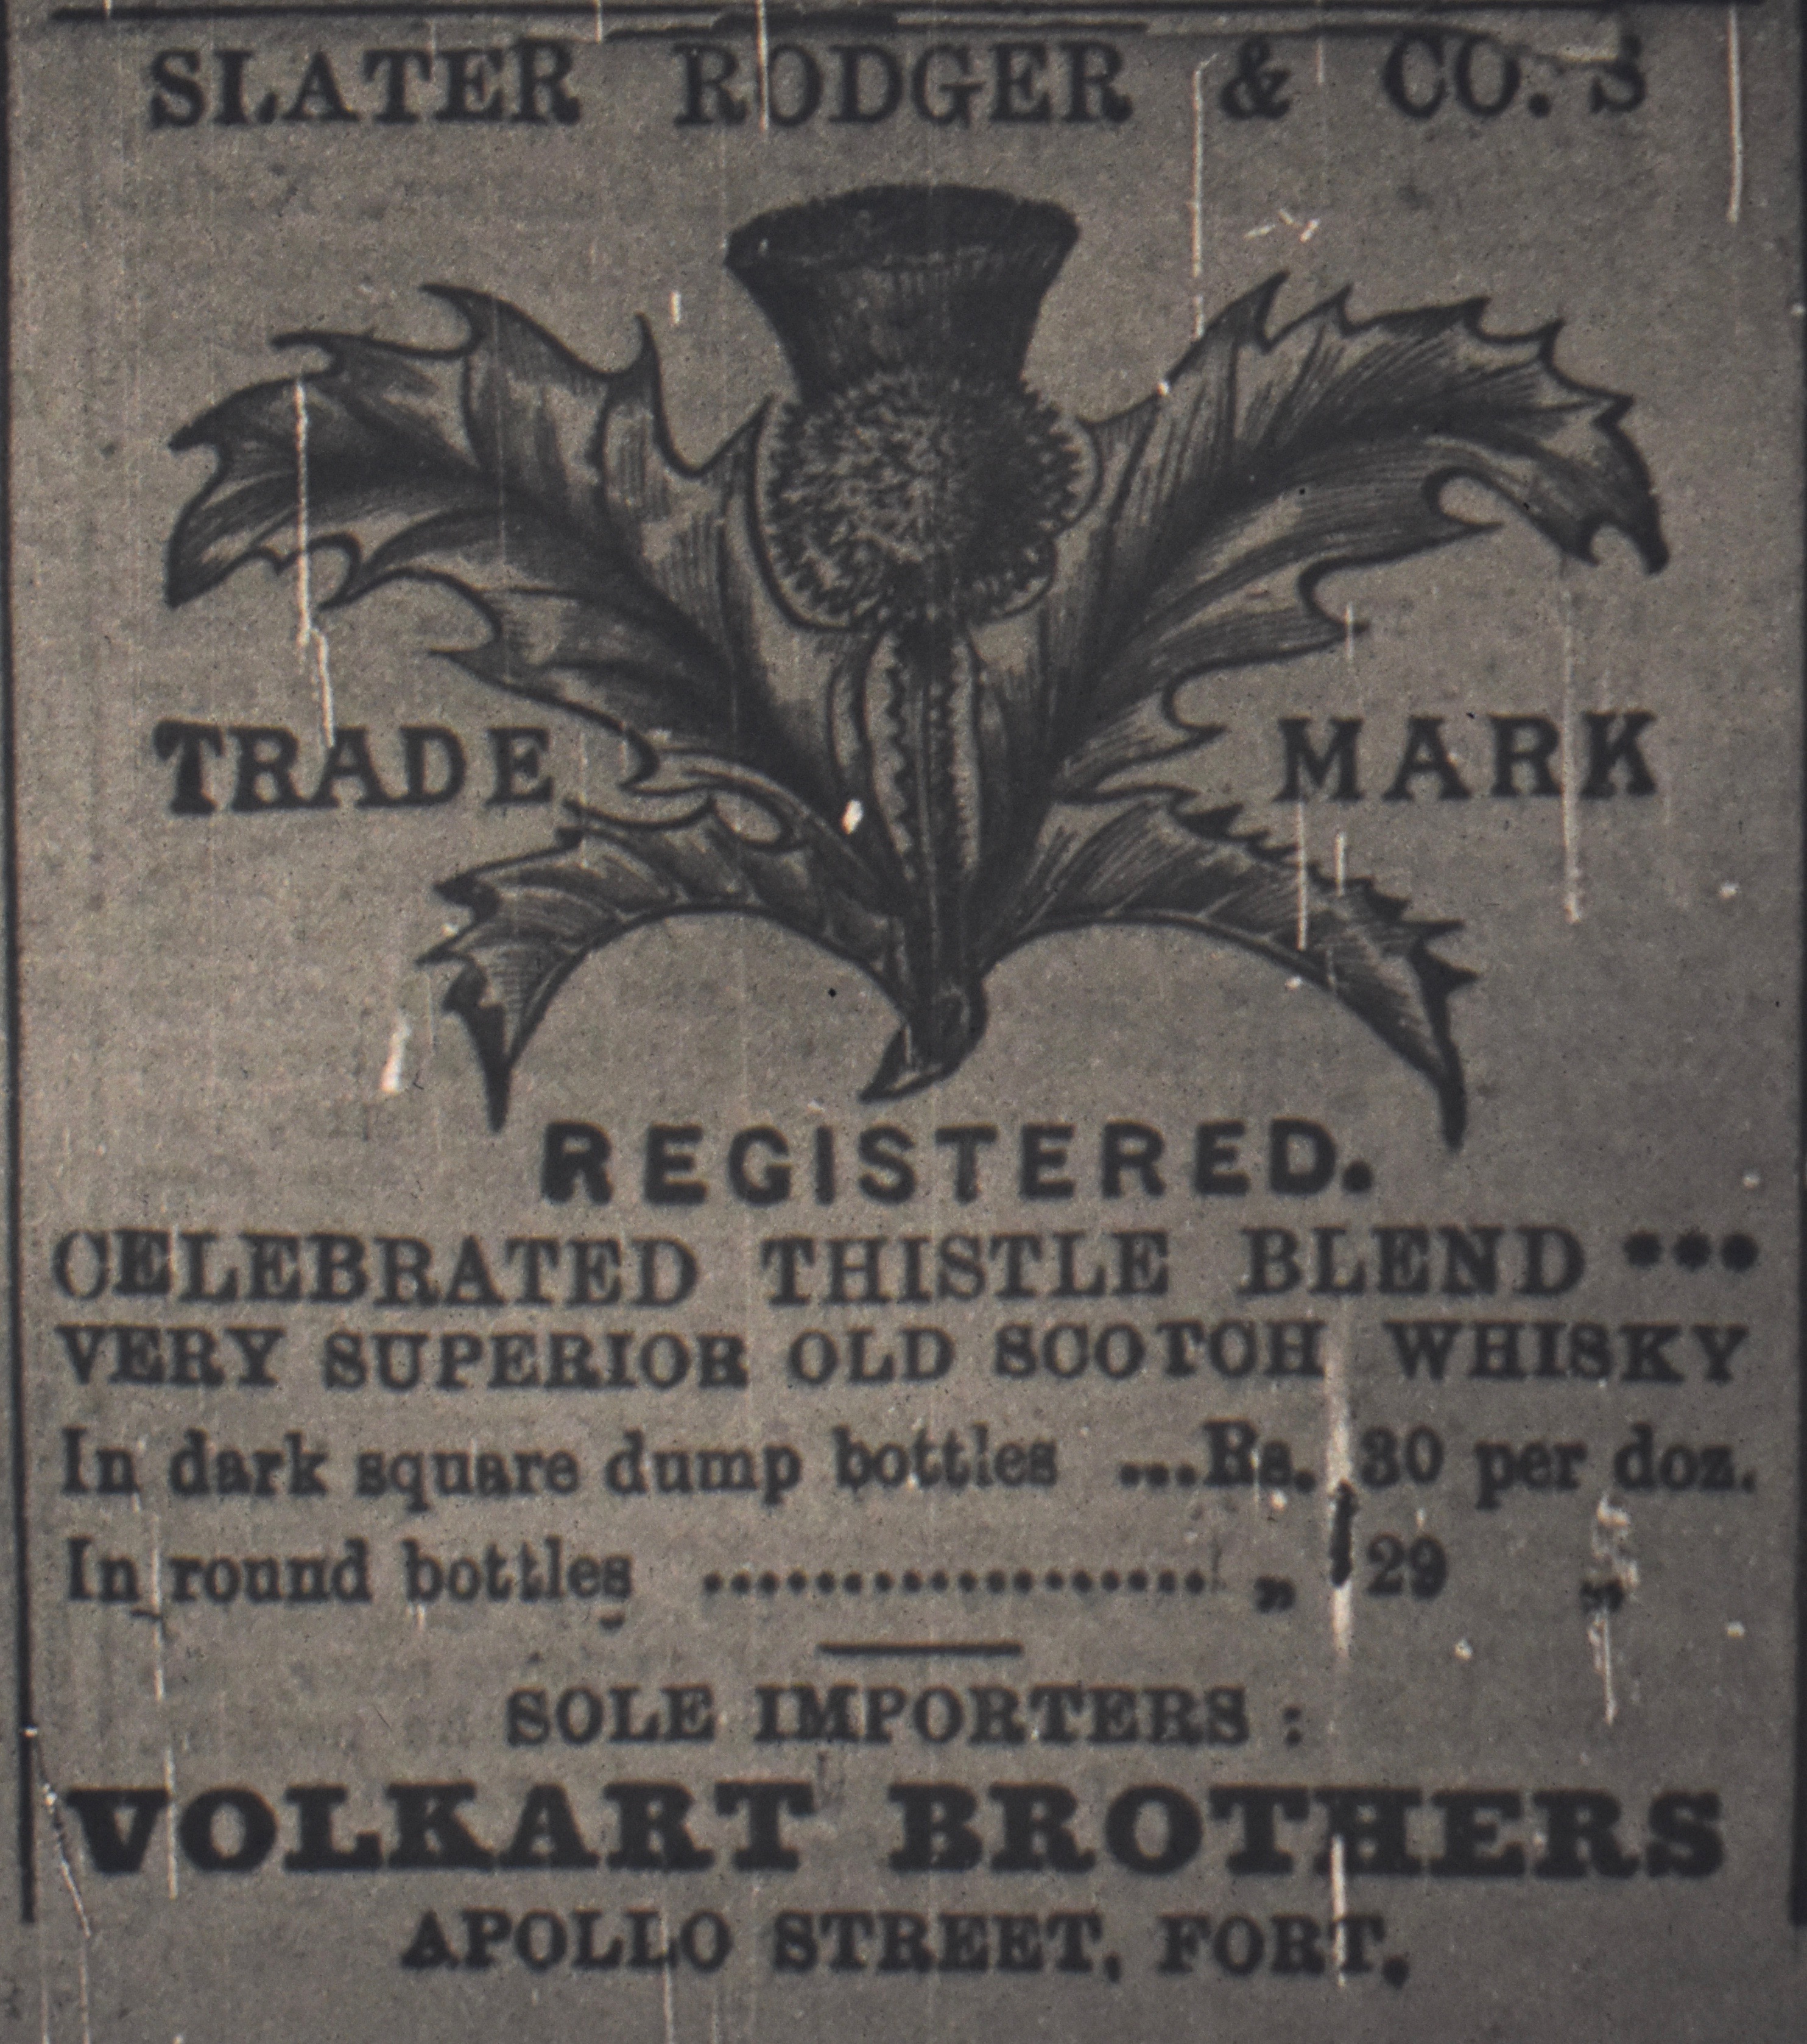 SLATER RODGER & CO.'S
TRADE MARK
REGISTERED.
CELEBRATED THISTLE BLEND •••
VERY SUPERIOR OLD SCOTCH WHISKY
In dark square dump bottles ...Rs. 30 per doz.
In round bottles .................. „ 29 „
SOLE IMPORTERS :
VOLKART BROTHERS
APOLLO STREET, FORT.